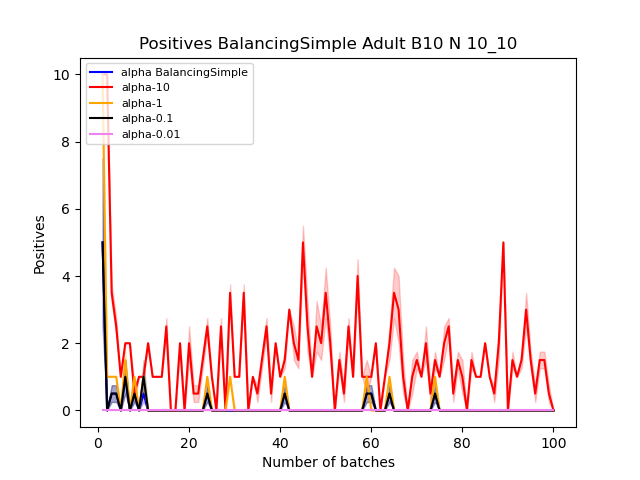 Positives BalancingSimple Adult B10 N 10_10
10
8
6
4
2
0
Positives
alpha BalancingSimple
alpha-10
alpha-1
alpha-0.1
alpha-0.01
0 20 40 60 80 100
Number of batches